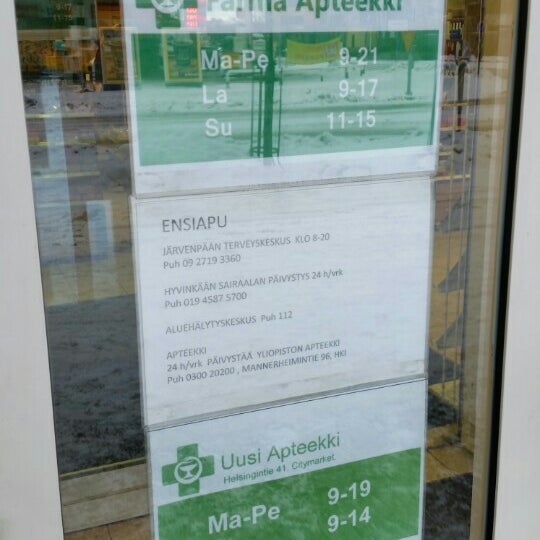 Farma Apteekki
Ma-Pe 9-21
La 9-17
Su 11-15
ENSIAPU
JÄRVENPÄÄN TERVEYSKESKUS KLO 8-20
Puh 09 2719 3360
HYVINKÄÄN SAIRAALAN PÄIVYSTYS 24 h/vrk
Puh 019 4587 5700
ALUEHÄLYTYSKESKUS Puh 112
APTEEKKI
24 h/vrk PÄIVYSTÄÄ YLIOPISTON APTEEKKI
Puh 0300 20200 , MANNERHEIMINTIE 96, HKI
Uusi Apteekki
Helsingintie 41. Citymarket.
Ma-Pe 9-19
9-14